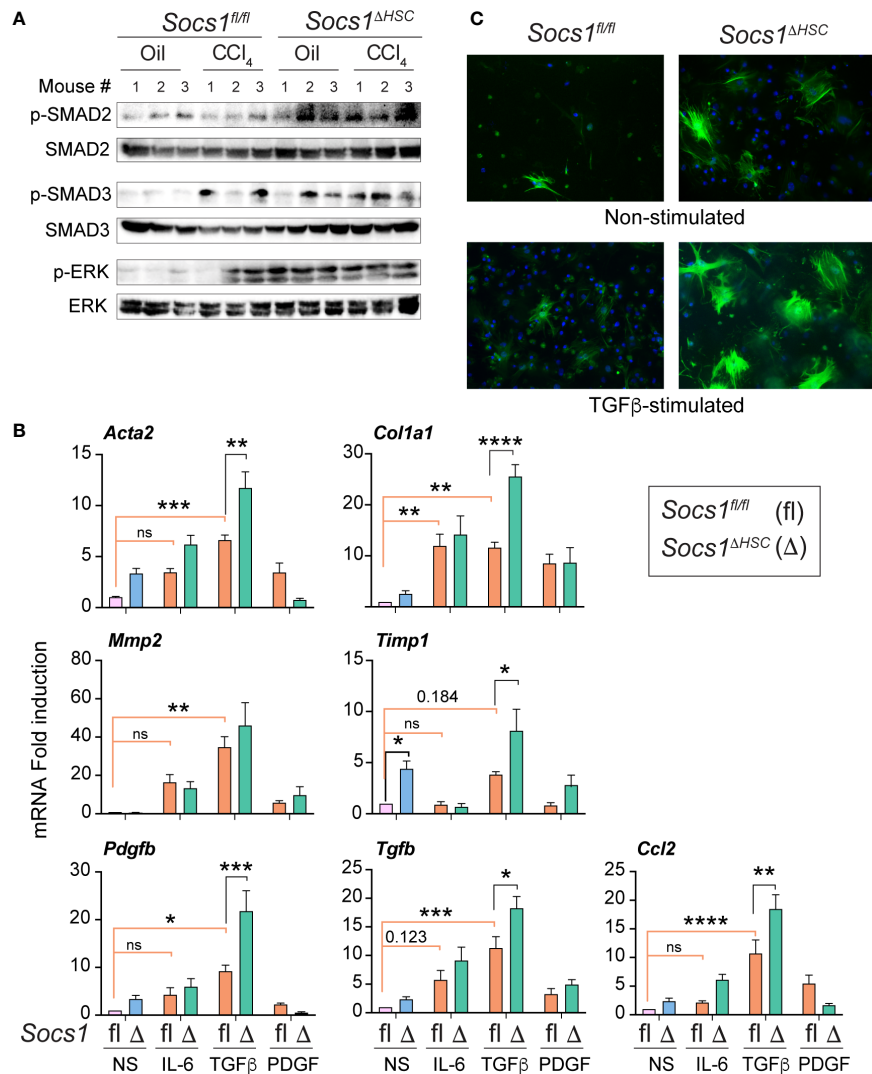 A
Socs1fl/fl Socs1ΔHSC
Oil CCl4 Oil CCl4
Mouse # 1 2 3 1 2 3 1 2 3 1 2 3
p-SMAD2
SMAD2
p-SMAD3
SMAD3
p-ERK
ERK
C
Socs1fl/fl Socs1ΔHSC
Non-stimulated
TGFβ-stimulated
B
mRNA Fold induction
Acta2
15
10
5
0
ns
***
**
Col1a1
30
20
10
0
**
**
****
Socs1fl/fl (fl)
Socs1ΔHSC (Δ)
Mmp2
80
60
40
20
0
ns
**
Timp1
15
10
5
0
*
ns
0.184
*
Pdgfb
30
20
10
0
ns
*
***
Tgfb
25
20
15
10
5
0
0.123
***
*
Ccl2
25
20
15
10
5
0
ns
****
**
Socs1 fl Δ fl Δ fl Δ fl Δ
NS IL-6 TGFβ PDGF
fl Δ fl Δ fl Δ fl Δ
NS IL-6 TGFβ PDGF
fl Δ fl Δ fl Δ fl Δ
NS IL-6 TGFβ PDGF